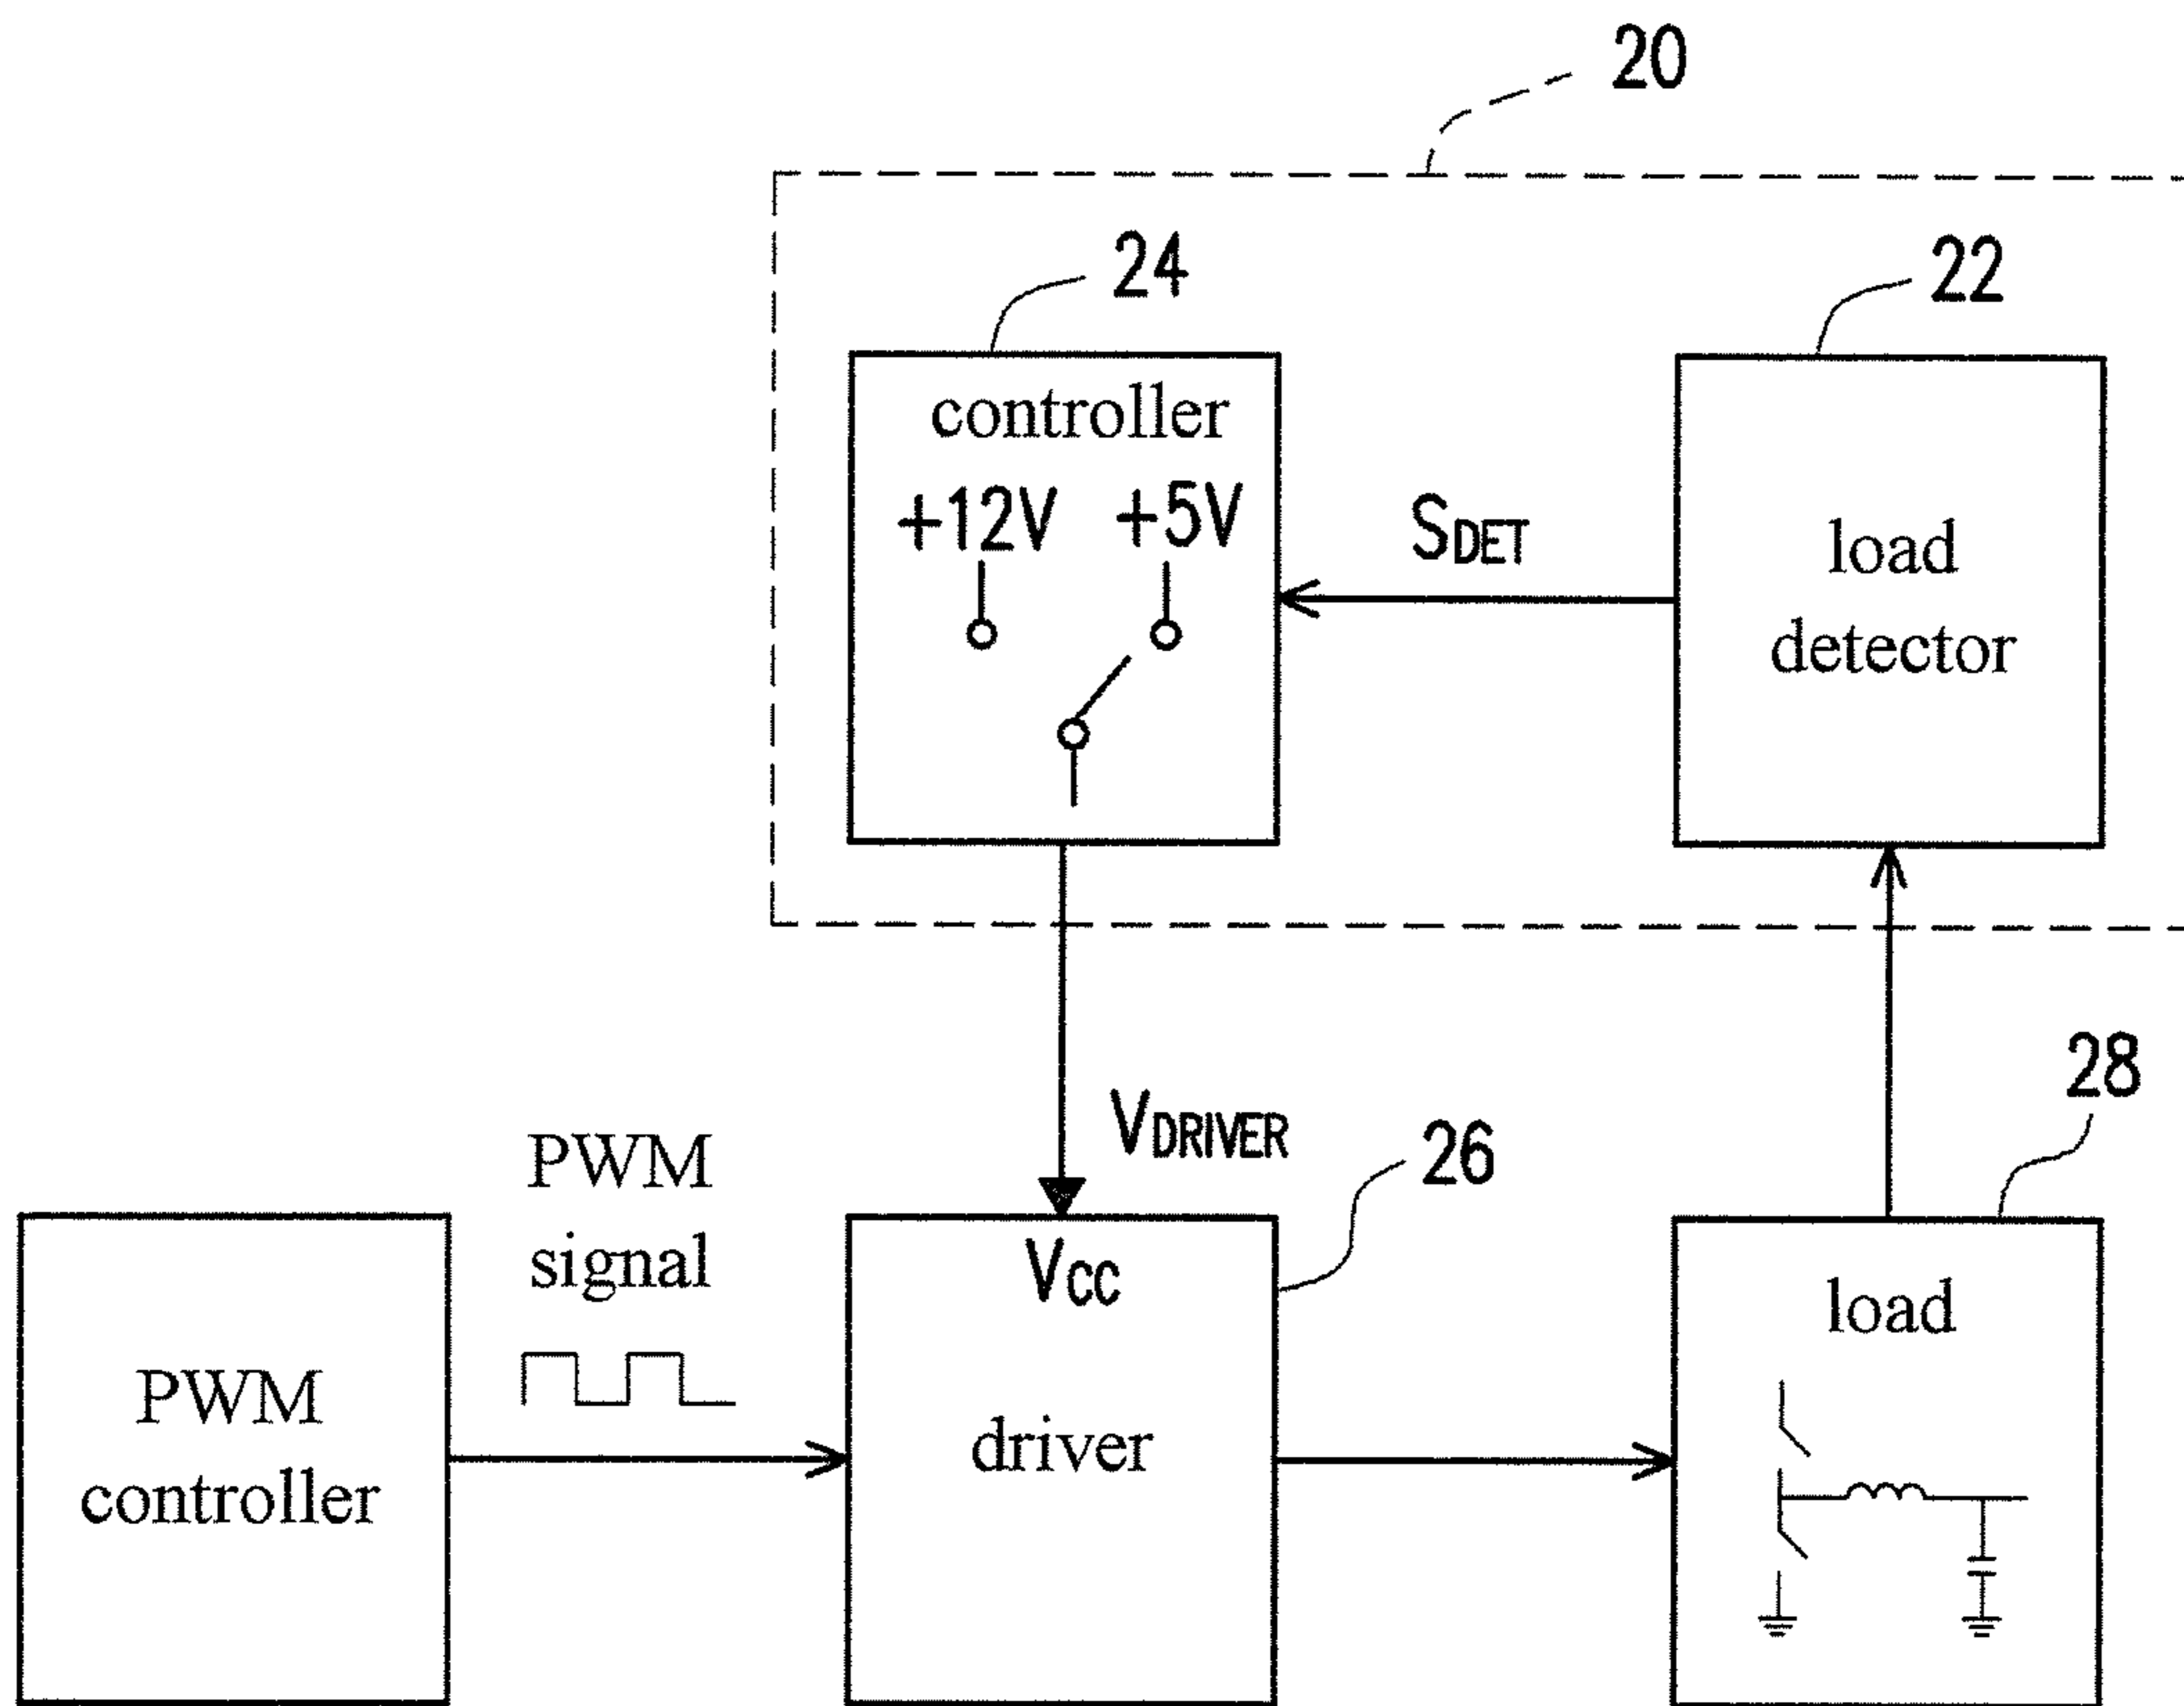 20
24
22
controller
+12V +5V
SDET
load
detector
28
VDRIVER
26
PWM
signal
VCC
load
PWM
controller
driver